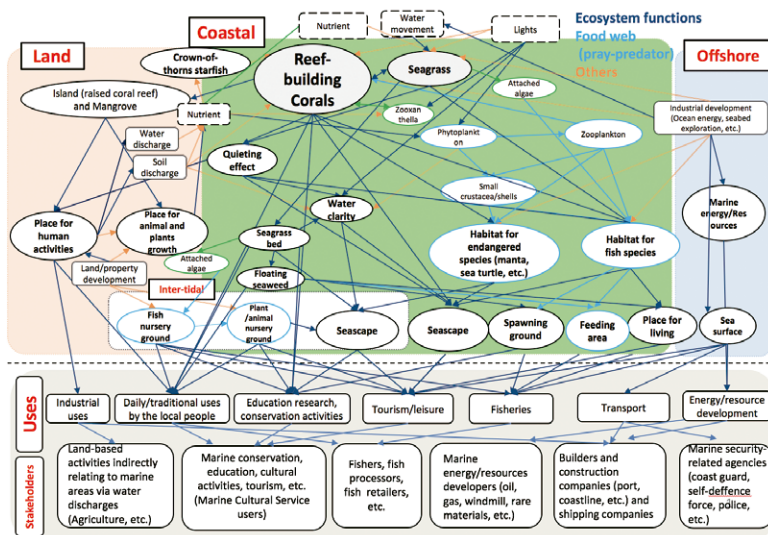 Ecosystem functions
Food web
(pray-predator)
Others
Land
Coastal
Offshore
Nutrient
Water
movement
Lights
Crown-of-
thorns starfish
Reef-
building
Corals
Seagrass
Attached
algae
Island (raised coral reef)
and Mangrove
Nutrient
Zooxan
thella
Phytoplankt
on
Zooplankton
Industrial development
(Ocean energy, seabed
exploration, etc.)
Water
discharge
Soil
discharge
Quieting
effect
Small
crustacea/shells
Marine
energy/Res
ources
Place for
human
activities
Place for
animal and
plants growth
Water
clarity
Seagrass
bed
Habitat for
endangered
species (manta,
sea turtle, etc.)
Habitat for
fish species
Attached
algae
Land/property
development
Floating
seaweed
Inter-tidal
Fish
nursery
ground
Plant
/animal
nursery
ground
Seascape
Seascape
Spawning
ground
Feeding
area
Place for
living
Sea
surface
Uses
Industrial
uses
Daily/traditional uses
by the local people
Education research,
conservation activities
Tourism/leisure
Fisheries
Transport
Energy/resource
development
Stakeholders
Land-based
activities indirectly
relating to marine
areas via water
discharges
(Agriculture, etc.)
Marine conservation,
education, cultural
activities, tourism, etc.
(Marine Cultural Service
users)
Fishers, fish
processors,
fish retailers,
etc.
Marine
energy/resources
developers (oil,
gas, windmill, rare
materials, etc.)
Builders and
construction
companies (port,
coastline, etc.) and
shipping companies
Marine security-
related agencies
(coast guard,
self-deffence
force, police,
etc.)